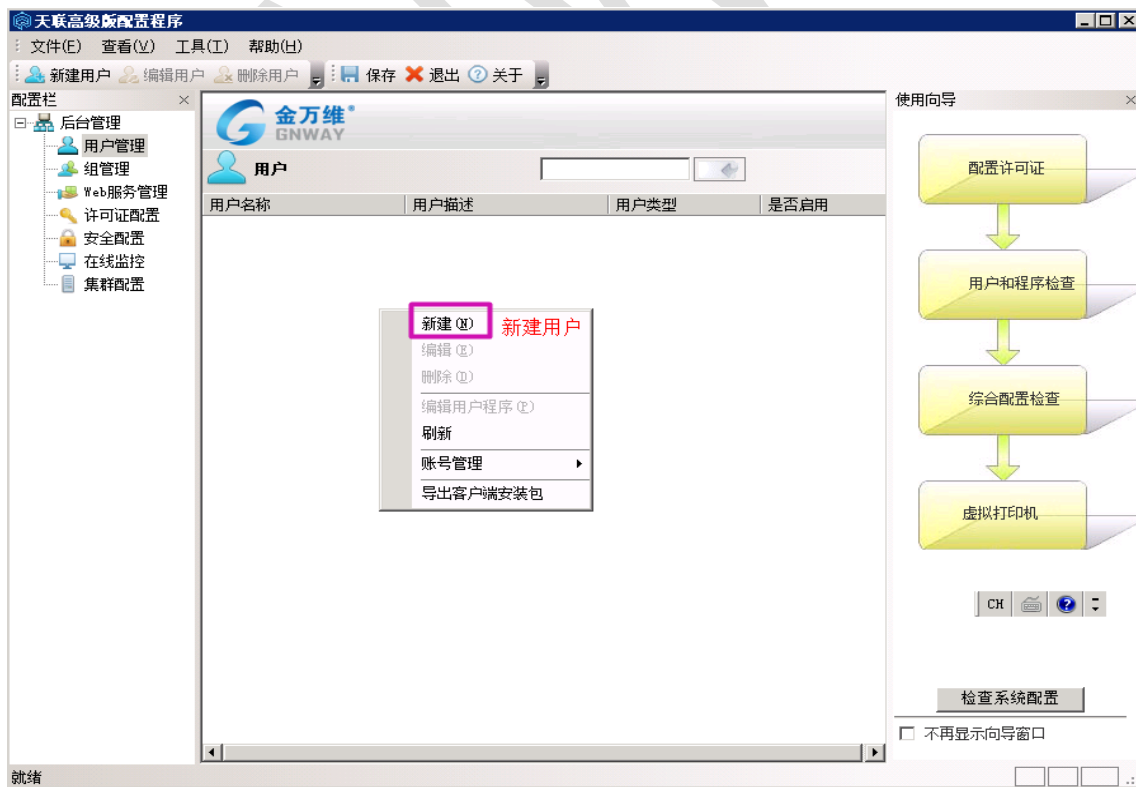 天联高级版配置程序
文件(F) 查看(V) 工具(T) 帮助(H)
新建用户 编辑用户 删除用户 保存 退出 关于
配置栏
后台管理
用户管理
组管理
Web服务管理
许可证配置
安全配置
在线监控
集群配置
金万维®
GNWAY
用户
用户名称 用户描述 用户类型 是否启用
新建(N) 新建用户
编辑(E)
删除(D)
编辑用户程序(P)
刷新
账号管理
导出客户端安装包
使用向导
配置许可证
用户和程序检查
综合配置检查
虚拟打印机
CH
检查系统配置
不再显示向导窗口
就绪